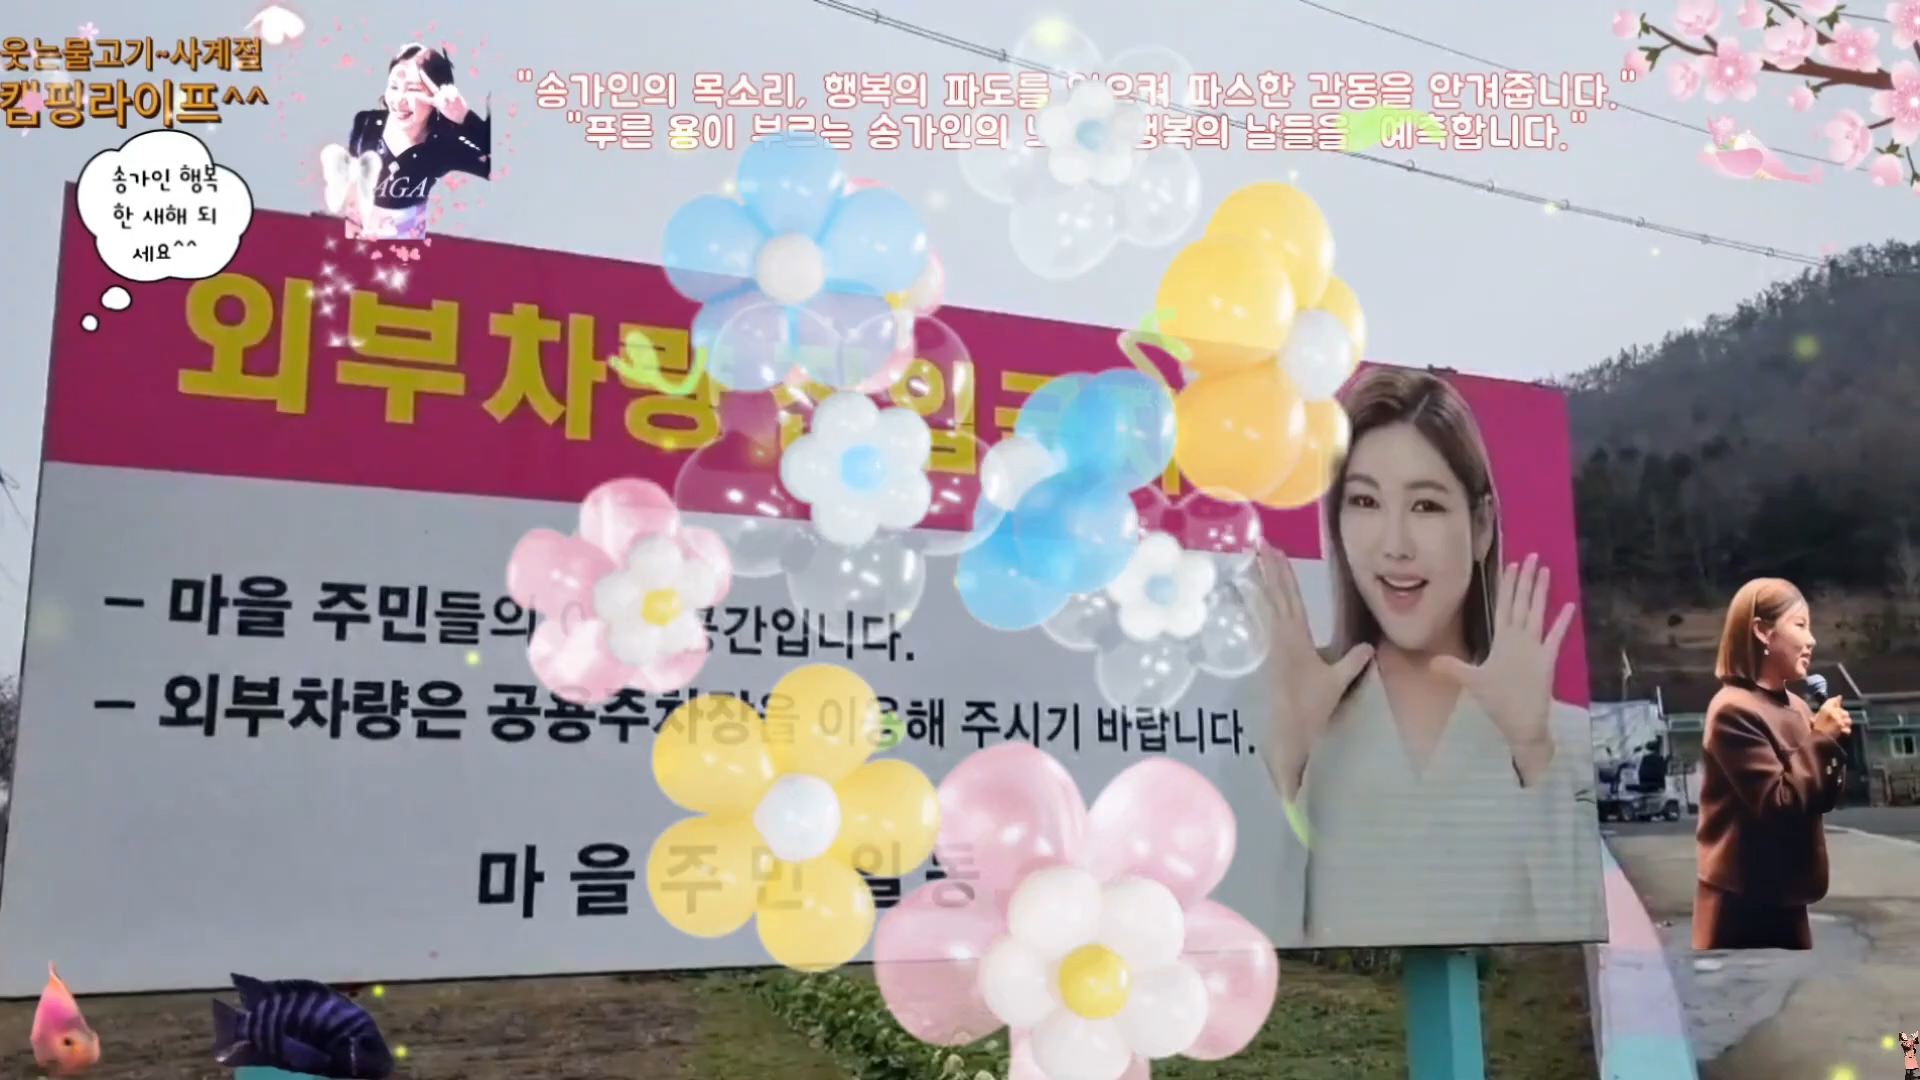 웃는물고기~사계절
캠핑라이프^^
송가인 행복
한 새해 되
세요^^
"송가인의 목소리, 행복의 파도를 파스한 감동을 안겨줍니다."
"푸른 용이 부르는 송가인의 행복의 날들을 예측합니다."
AGA
외부차량
– 마을 주민들의 공간입니다.
– 외부차량은 공용주차장을 이용해 주시기 바랍니다.
마을주민 일동